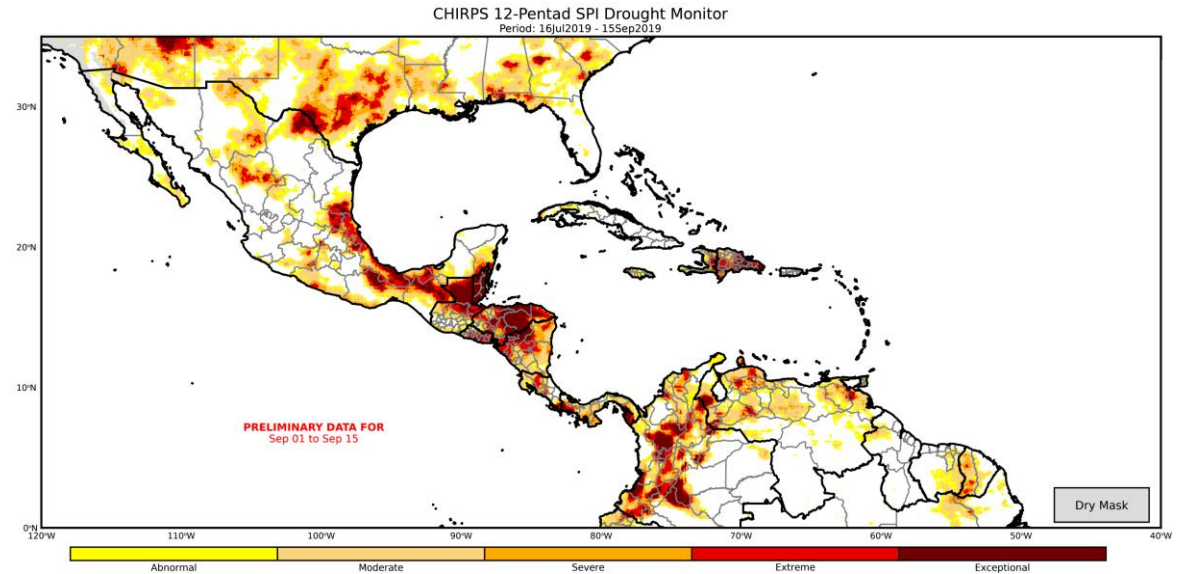 CHIRPS 12-Pentad SPI Drought Monitor
Period: 16Jul2019 - 15Sep2019
30°N
20°N
10°N
0°N
PRELIMINARY DATA FOR
Sep 01 to Sep 15
Dry Mask
120°W 110°W 100°W 90°W 80°W 70°W 60°W 50°W 40°W
Abnormal Moderate Severe Extreme Exceptional